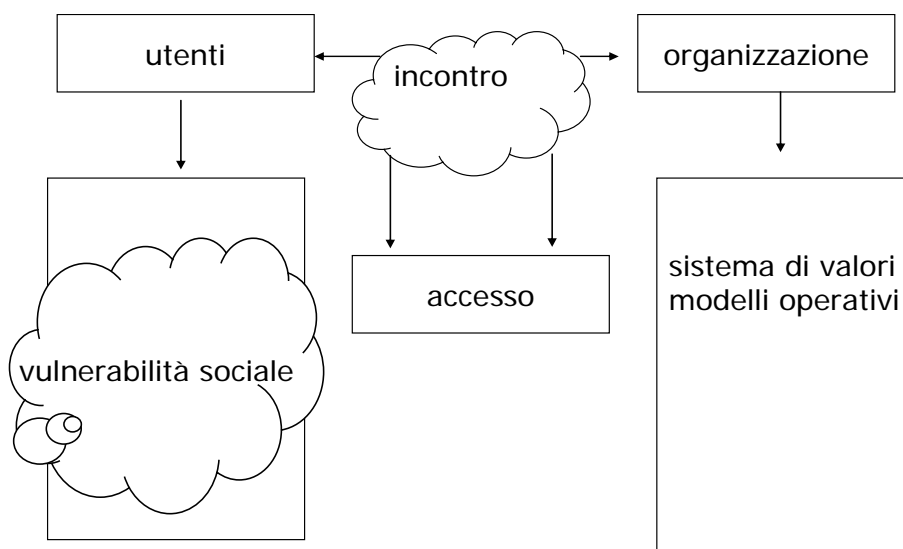 utenti
incontro
organizzazione
accesso
sistema di valori
modelli operativi
vulnerabilità sociale